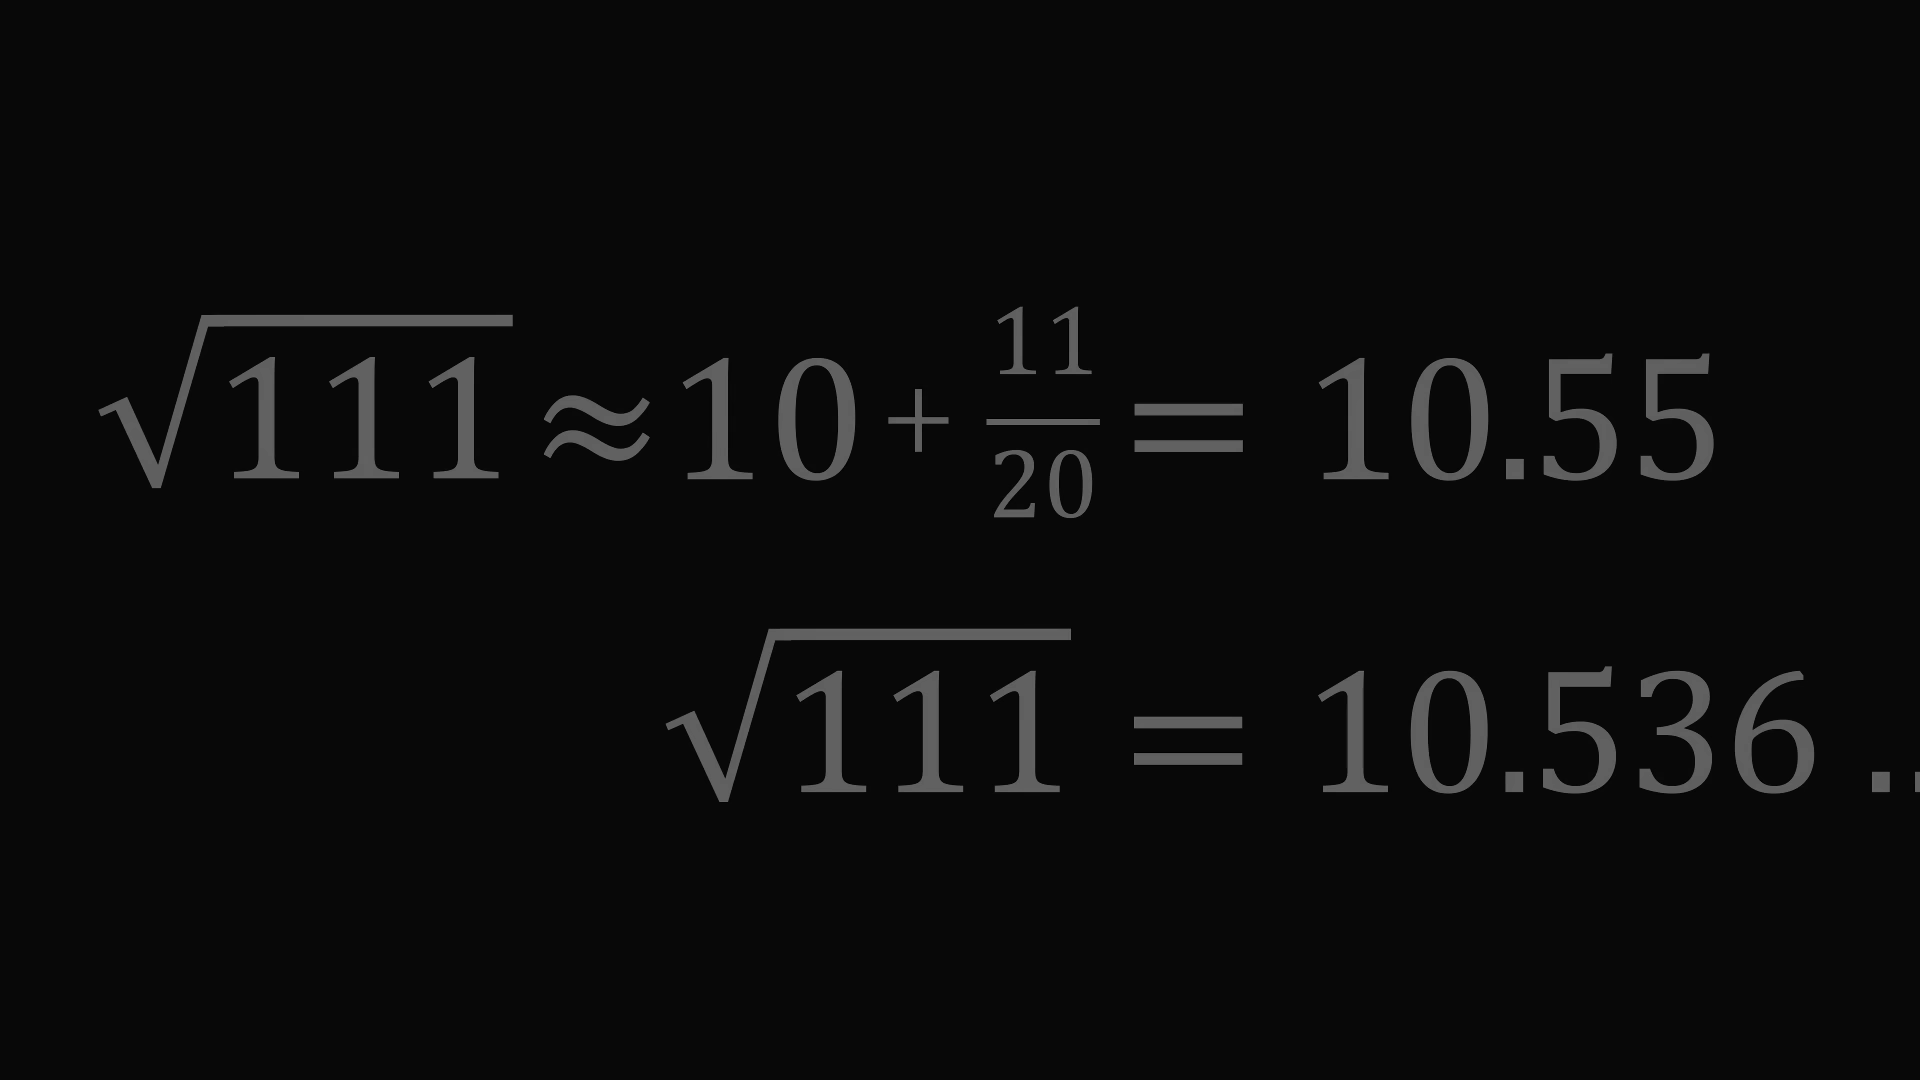 √111 ≈ 10 + 11/20 = 10.55
√111 = 10.536 ..